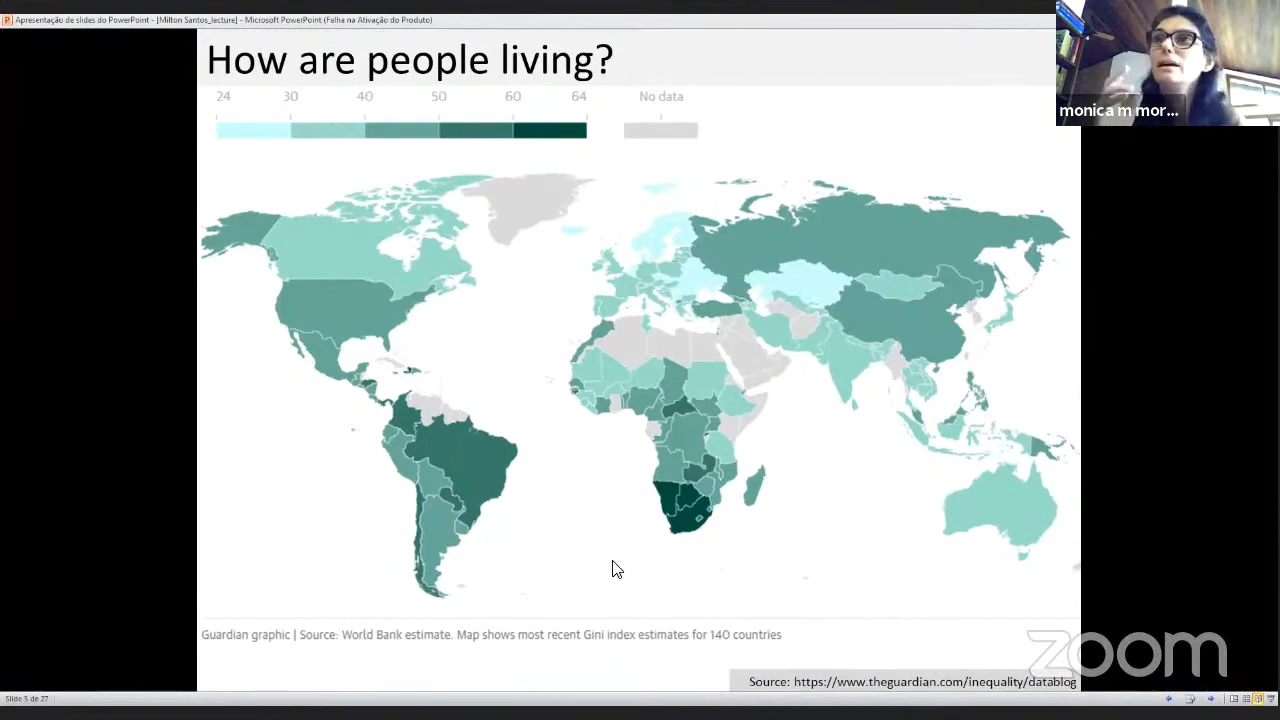 Apresentação de slides do PowerPoint - [Milton Santos_lecture] - Microsoft PowerPoint (Falha na Ativação do Produto)
How are people living?
24 30 40 50 60 64 No data
monica m mor...
Guardian graphic | Source: World Bank estimate. Map shows most recent Gini index estimates for 140 countries
zoom
Source: https://www.theguardian.com/inequality/datablog
Slide 5 de 27